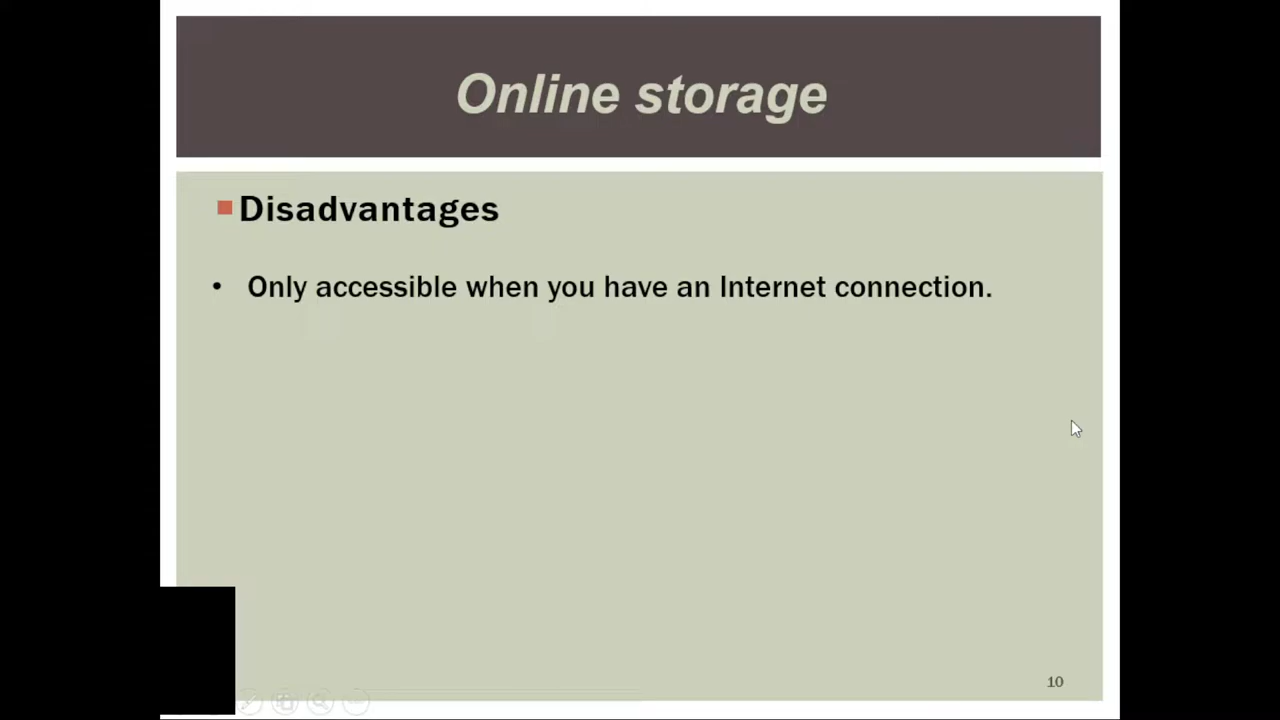 Online storage
Disadvantages
• Only accessible when you have an Internet connection.
10